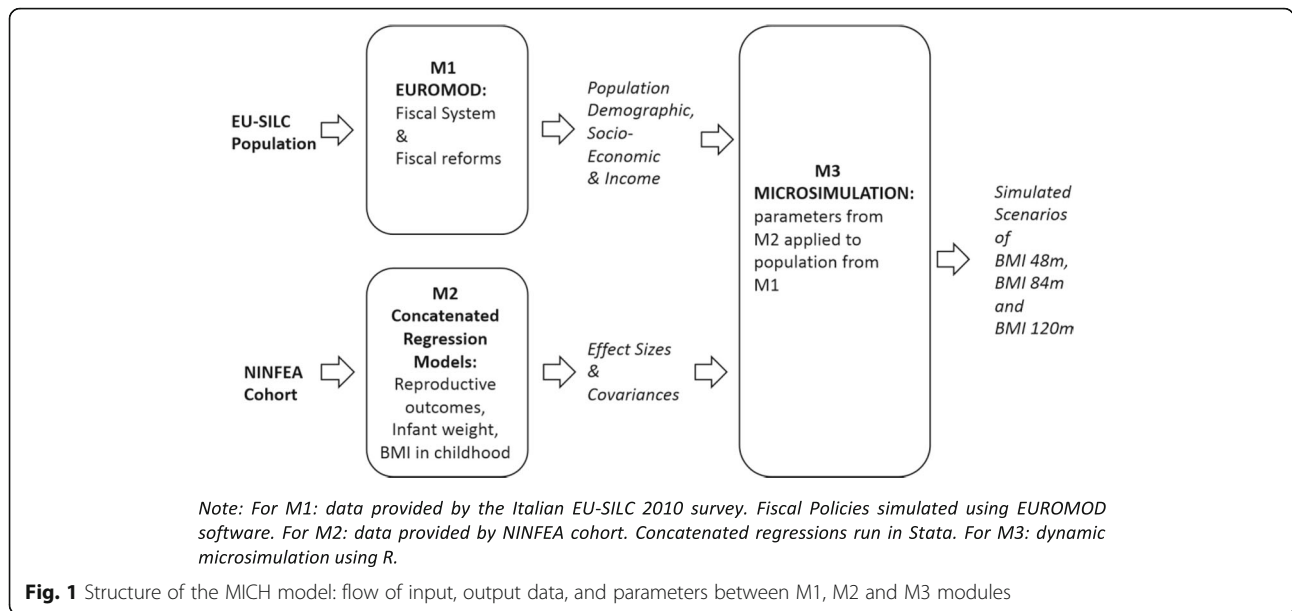 EU-SILC
Population
M1
EUROMOD:
Fiscal System
&
Fiscal reforms
Population
Demographic,
Socio-
Economic
& Income
NINFEA
Cohort
M2
Concatenated
Regression
Models:
Reproductive
outcomes,
Infant weight,
BMI in childhood
Effect Sizes
&
Covariances
M3
MICROSIMULATION:
parameters from
M2 applied to
population from
M1
Simulated
Scenarios
of
BMI 48m,
BMI 84m
and
BMI 120m
Note: For M1: data provided by the Italian EU-SILC 2010 survey. Fiscal Policies simulated using EUROMOD
software. For M2: data provided by NINFEA cohort. Concatenated regressions run in Stata. For M3: dynamic
microsimulation using R.
Fig. 1 Structure of the MICH model: flow of input, output data, and parameters between M1, M2 and M3 modules